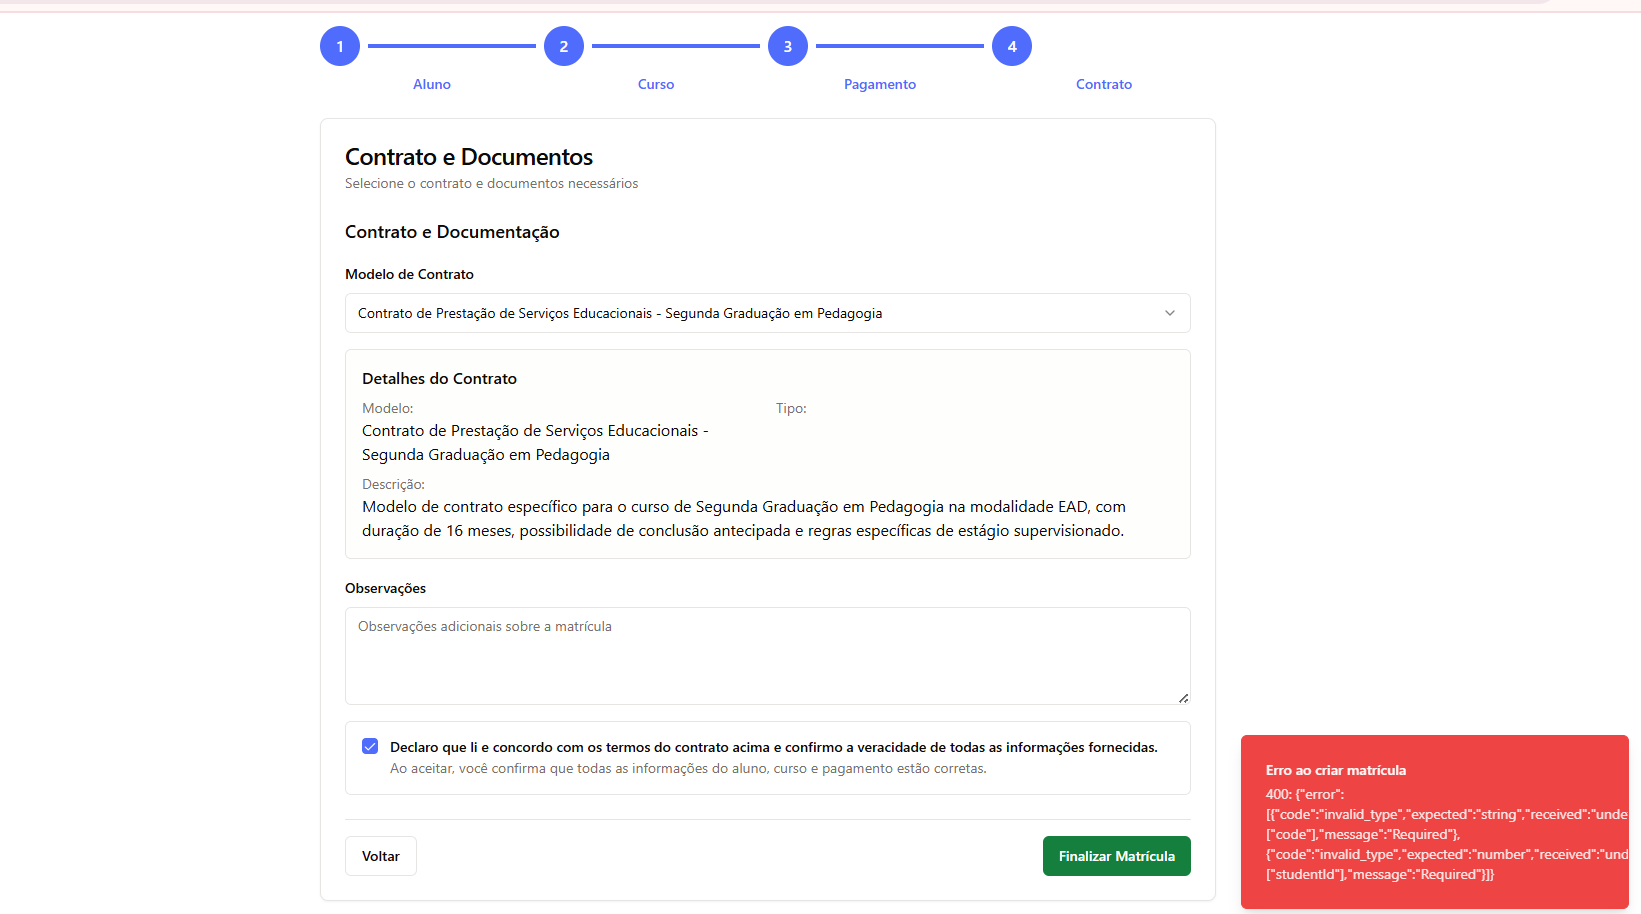 1
2
3
4
Aluno
Curso
Pagamento
Contrato
Contrato e Documentos
Selecione o contrato e documentos necessários
Contrato e Documentação
Modelo de Contrato
Contrato de Prestação de Serviços Educacionais - Segunda Graduação em Pedagogia
Detalhes do Contrato
Modelo:
Contrato de Prestação de Serviços Educacionais -
Segunda Graduação em Pedagogia
Tipo:
Descrição:
Modelo de contrato específico para o curso de Segunda Graduação em Pedagogia na modalidade EAD, com
duração de 16 meses, possibilidade de conclusão antecipada e regras específicas de estágio supervisionado.
Observações
Observações adicionais sobre a matrícula
Declaro que li e concordo com os termos do contrato acima e confirmo a veracidade de todas as informações fornecidas.
Ao aceitar, você confirma que todas as informações do aluno, curso e pagamento estão corretas.
Voltar
Finalizar Matrícula
Erro ao criar matrícula
400: {"error":
[{"code":"invalid_type","expected":"string","received":"unde
["code"],"message":"Required"},
{"code":"invalid_type","expected":"number","received":"und
["studentId"],"message":"Required"}]}